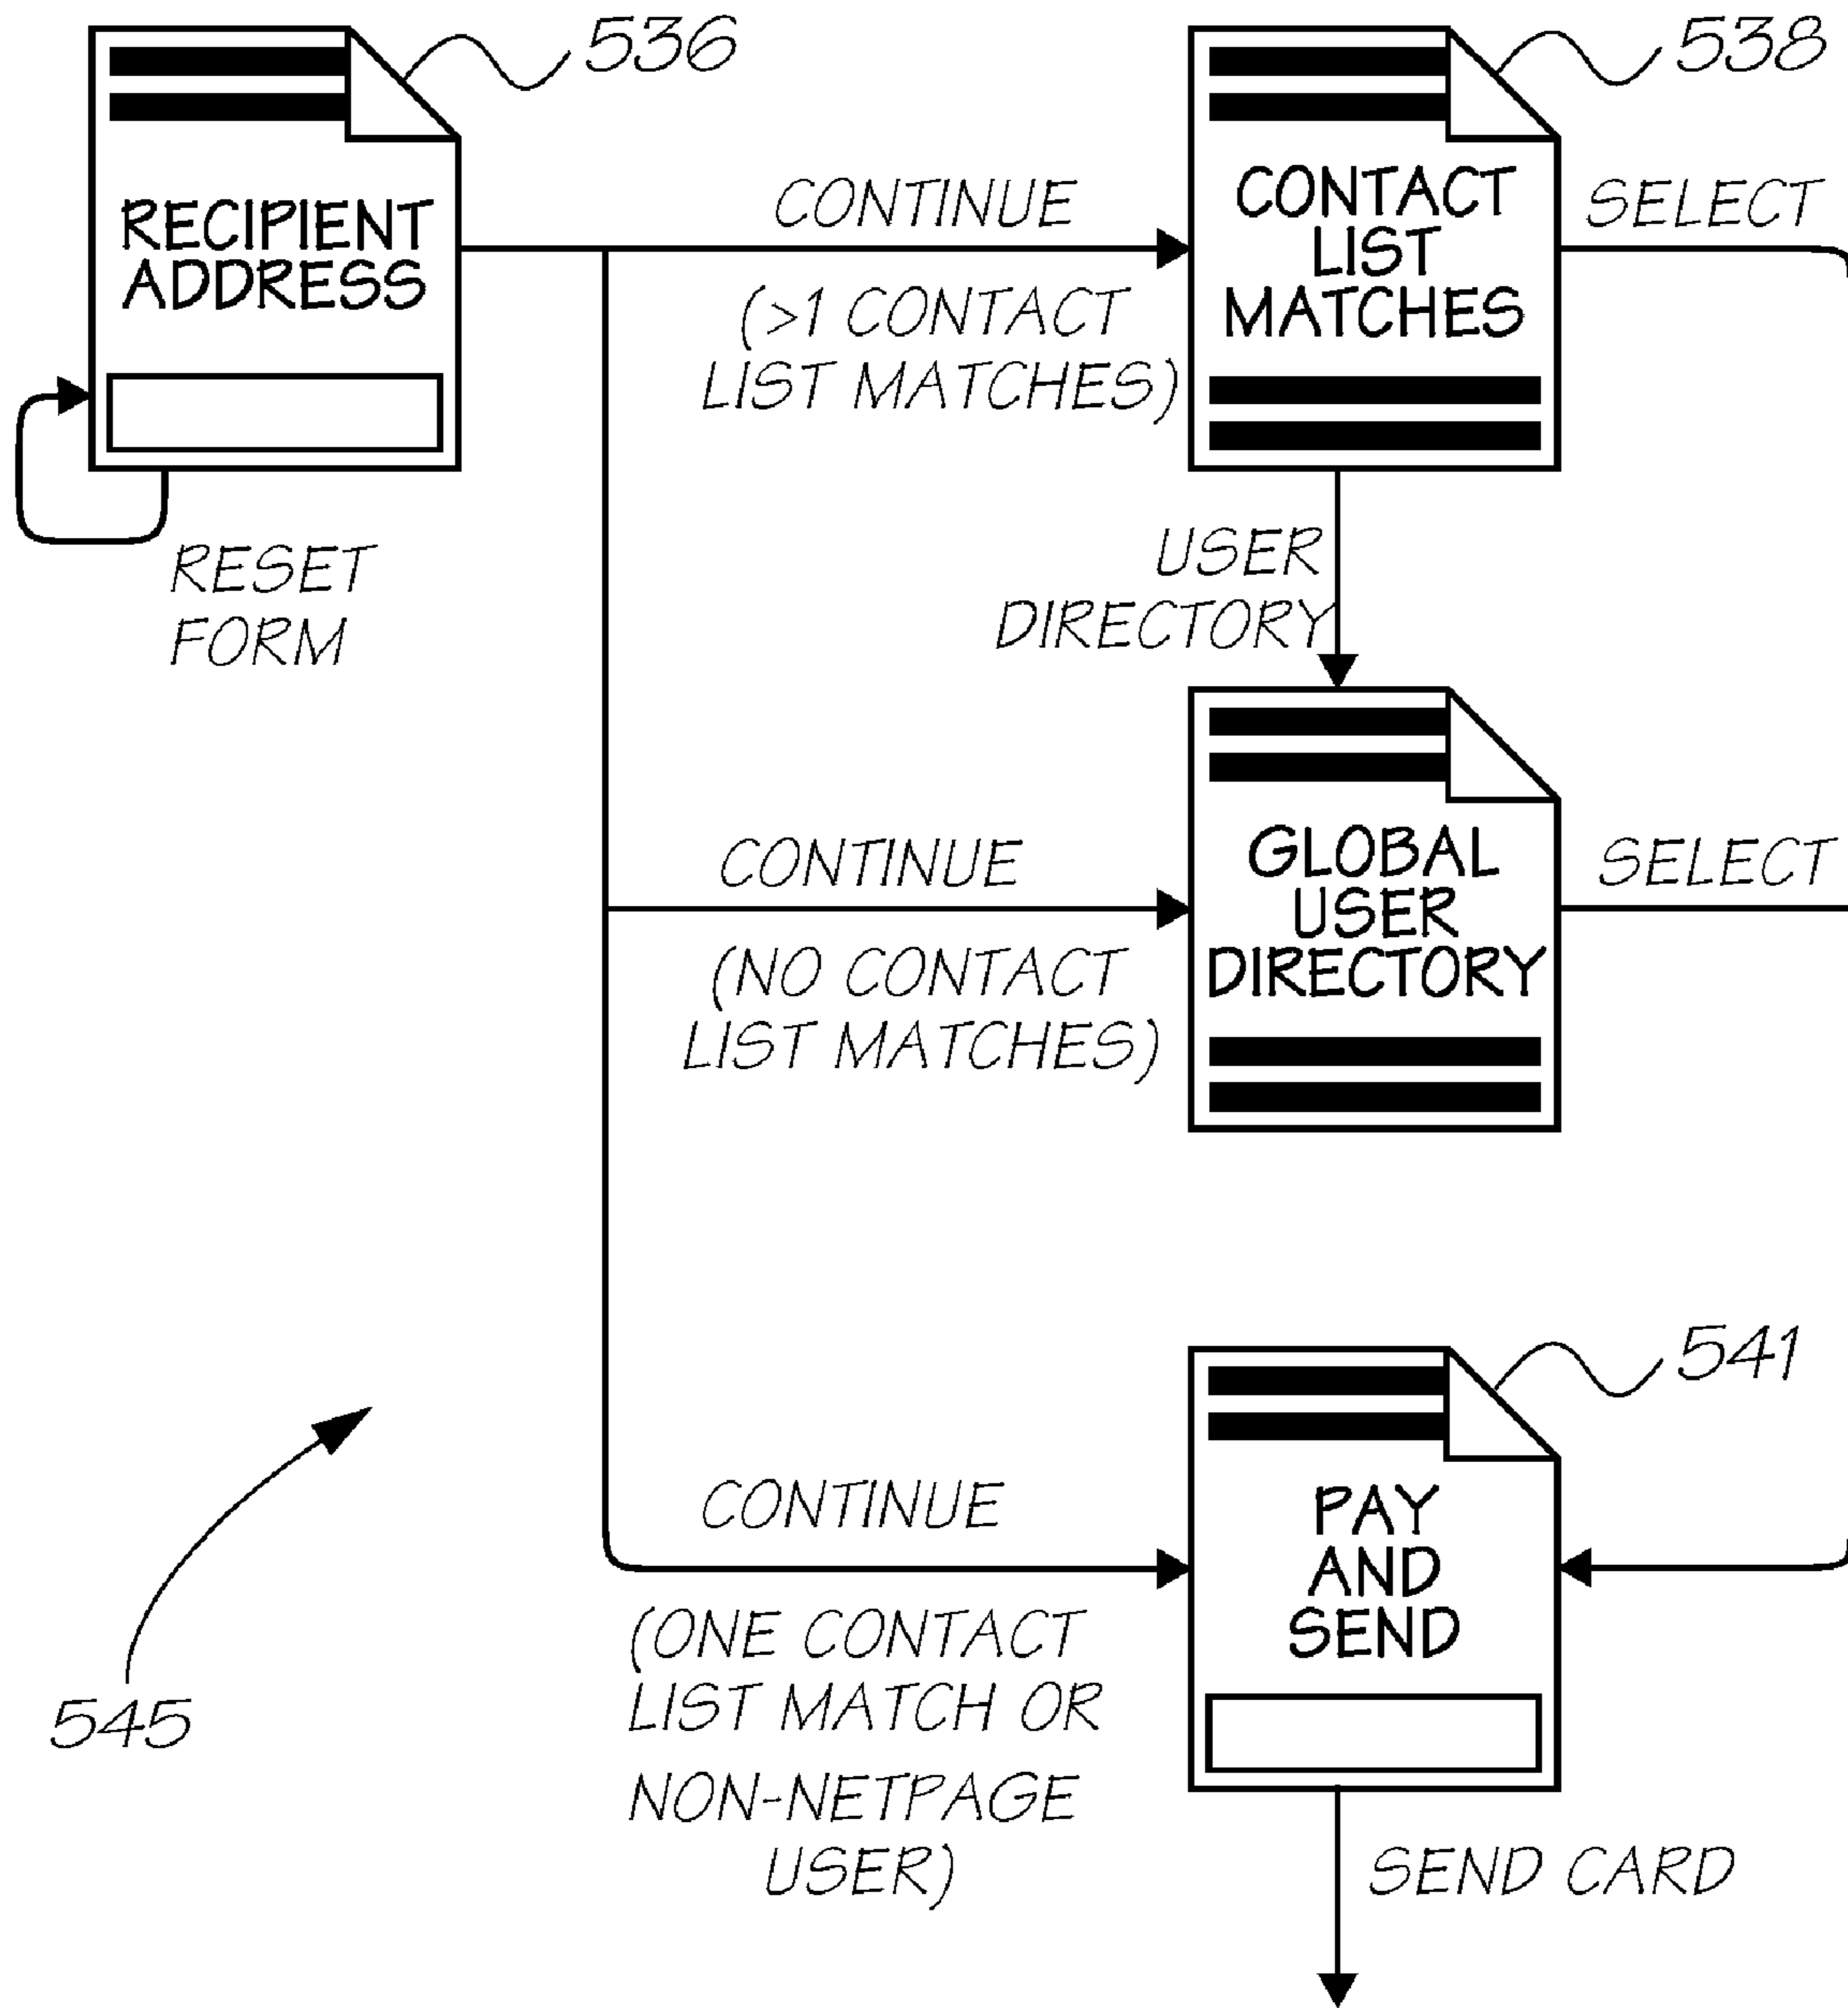 536
538
RECIPIENT
ADDRESS
CONTINUE
(>1 CONTACT
LIST MATCHES)
CONTACT
LIST
MATCHES
SELECT
RESET
FORM
USER
DIRECTORY
CONTINUE
(NO CONTACT
LIST MATCHES)
GLOBAL
USER
DIRECTORY
SELECT
541
CONTINUE
(ONE CONTACT
LIST MATCH OR
NON-NETPAGE
USER)
PAY
AND
SEND
545
SEND CARD